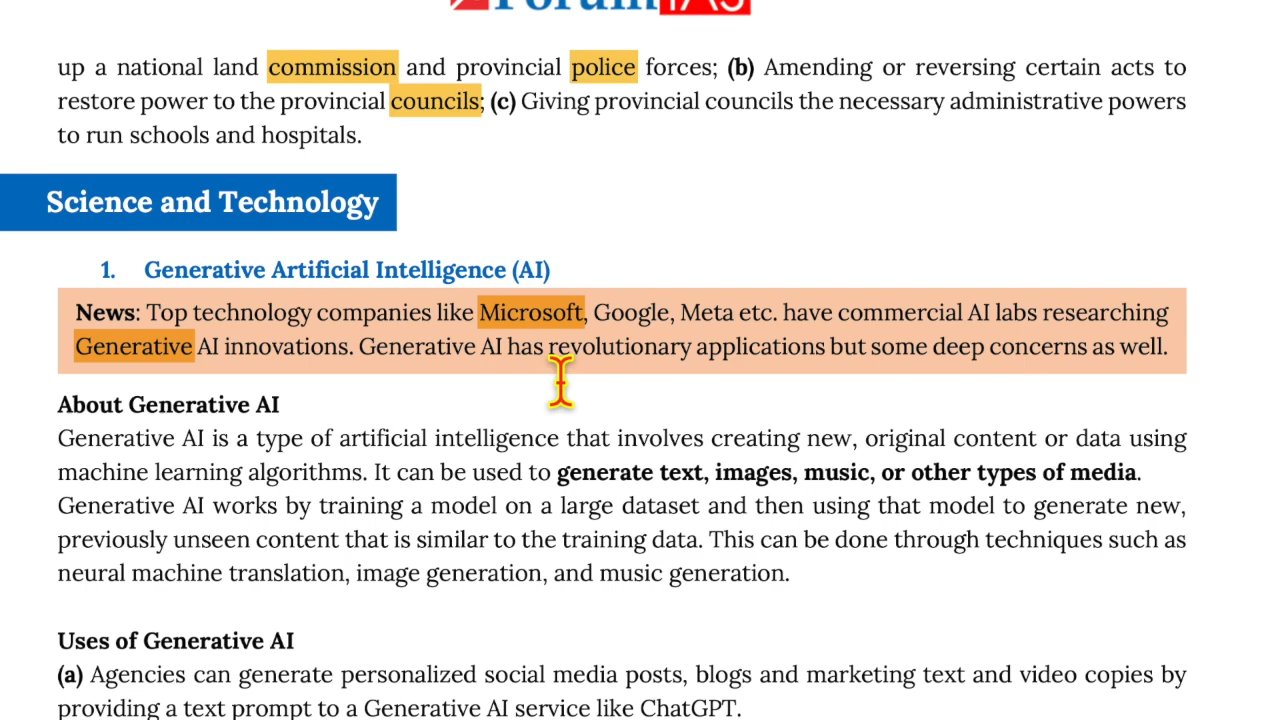 ForumIAS
up a national land commission and provincial police forces; (b) Amending or reversing certain acts to
restore power to the provincial councils; (c) Giving provincial councils the necessary administrative powers
to run schools and hospitals.
Science and Technology
1. Generative Artificial Intelligence (AI)
News: Top technology companies like Microsoft, Google, Meta etc. have commercial AI labs researching
Generative AI innovations. Generative AI has revolutionary applications but some deep concerns as well.
About Generative AI
Generative AI is a type of artificial intelligence that involves creating new, original content or data using
machine learning algorithms. It can be used to generate text, images, music, or other types of media.
Generative AI works by training a model on a large dataset and then using that model to generate new,
previously unseen content that is similar to the training data. This can be done through techniques such as
neural machine translation, image generation, and music generation.
Uses of Generative AI
(a) Agencies can generate personalized social media posts, blogs and marketing text and video copies by
providing a text prompt to a Generative AI service like ChatGPT.